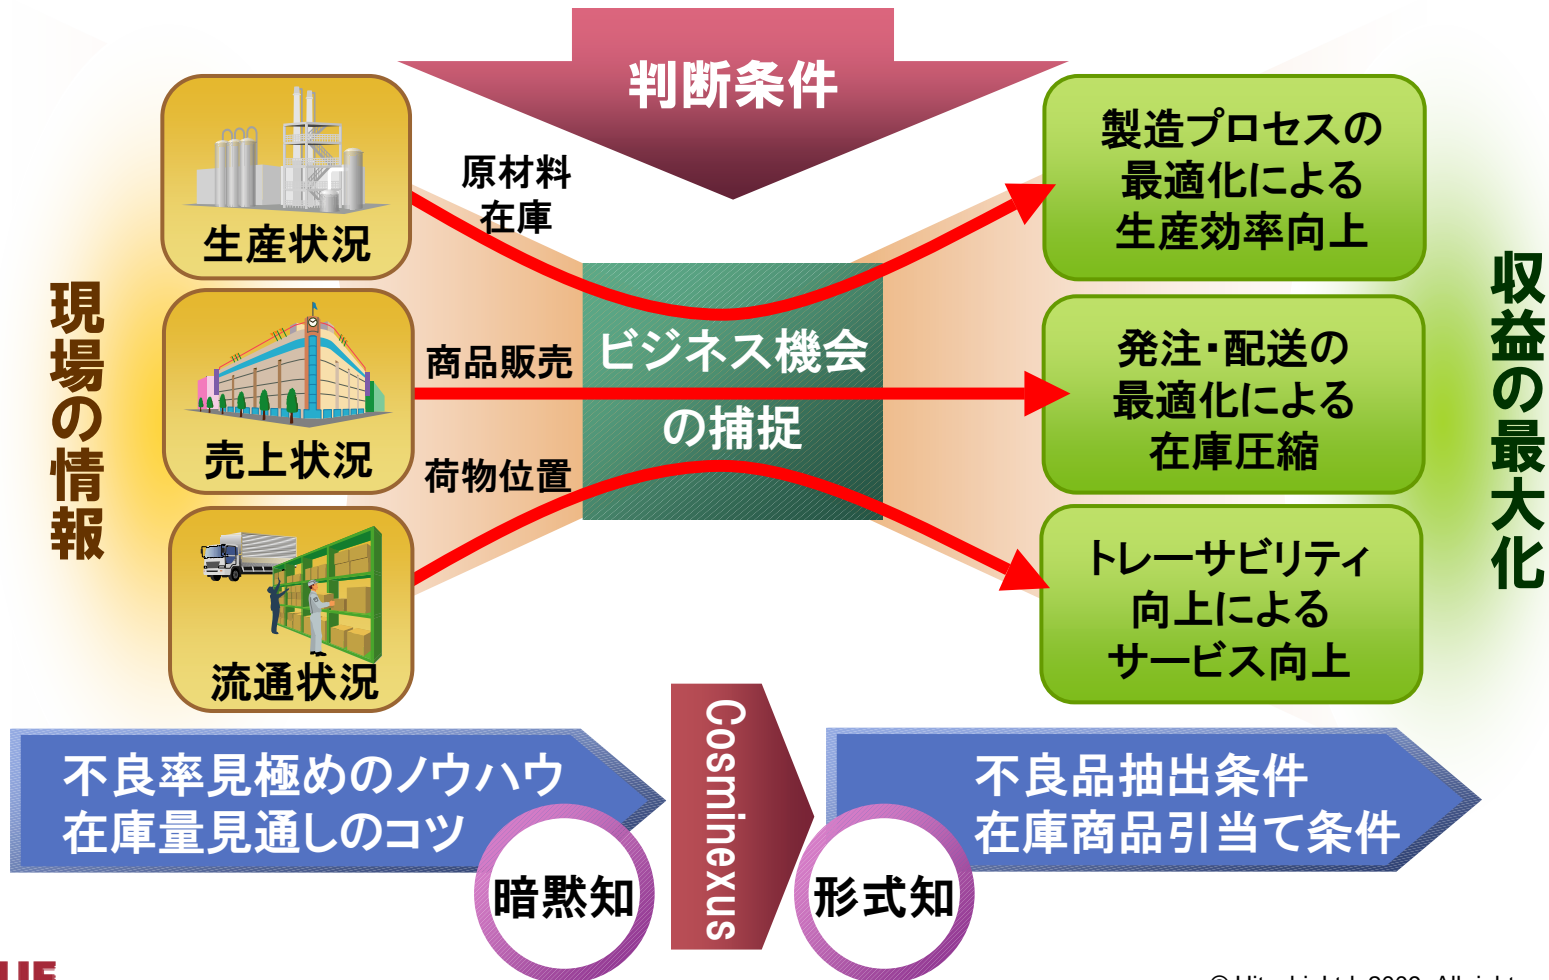 判断条件
現場の情報
生産状況
売上状況
流通状況
原材料
在庫
商品販売
荷物位置
ビジネス機会
の捕捉
製造プロセスの
最適化による
生産効率向上
発注・配送の
最適化による
在庫圧縮
トレーサビリティ
向上による
サービス向上
収益の最大化
不良率見極めのノウハウ
在庫量見通しのコツ
暗黙知
Cosminexus
形式知
不良品抽出条件
在庫商品引当て条件